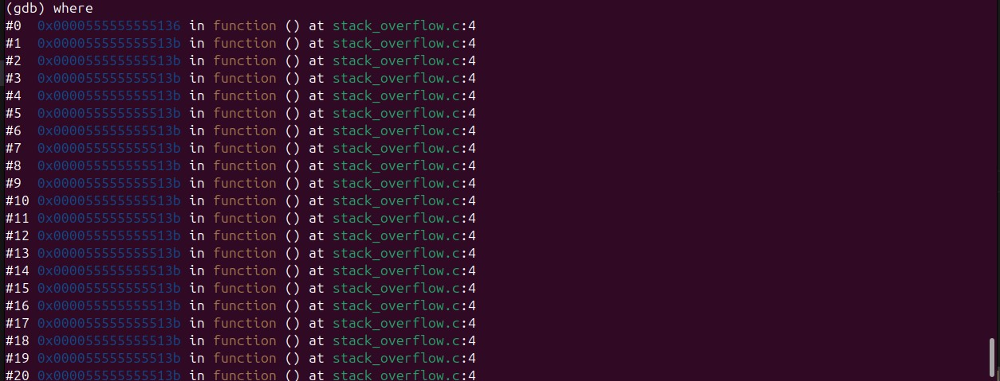 (gdb) where
#0  0x0000555555555136 in function () at stack_overflow.c:4
#1  0x000055555555513b in function () at stack_overflow.c:4
#2  0x000055555555513b in function () at stack_overflow.c:4
#3  0x000055555555513b in function () at stack_overflow.c:4
#4  0x000055555555513b in function () at stack_overflow.c:4
#5  0x000055555555513b in function () at stack_overflow.c:4
#6  0x000055555555513b in function () at stack_overflow.c:4
#7  0x000055555555513b in function () at stack_overflow.c:4
#8  0x000055555555513b in function () at stack_overflow.c:4
#9  0x000055555555513b in function () at stack_overflow.c:4
#10 0x000055555555513b in function () at stack_overflow.c:4
#11 0x000055555555513b in function () at stack_overflow.c:4
#12 0x000055555555513b in function () at stack_overflow.c:4
#13 0x000055555555513b in function () at stack_overflow.c:4
#14 0x000055555555513b in function () at stack_overflow.c:4
#15 0x000055555555513b in function () at stack_overflow.c:4
#16 0x000055555555513b in function () at stack_overflow.c:4
#17 0x000055555555513b in function () at stack_overflow.c:4
#18 0x000055555555513b in function () at stack_overflow.c:4
#19 0x000055555555513b in function () at stack_overflow.c:4
#20 0x000055555555513b in function () at stack_overflow.c:4